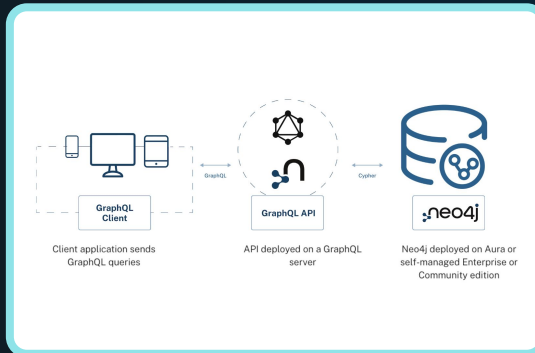 GraphQL
Cypher
GraphQL
Client
GraphQL API
neo4j
Client application sends
GraphQL queries
API deployed on a GraphQL
server
Neo4j deployed on Aura or
self-managed Enterprise or
Community edition